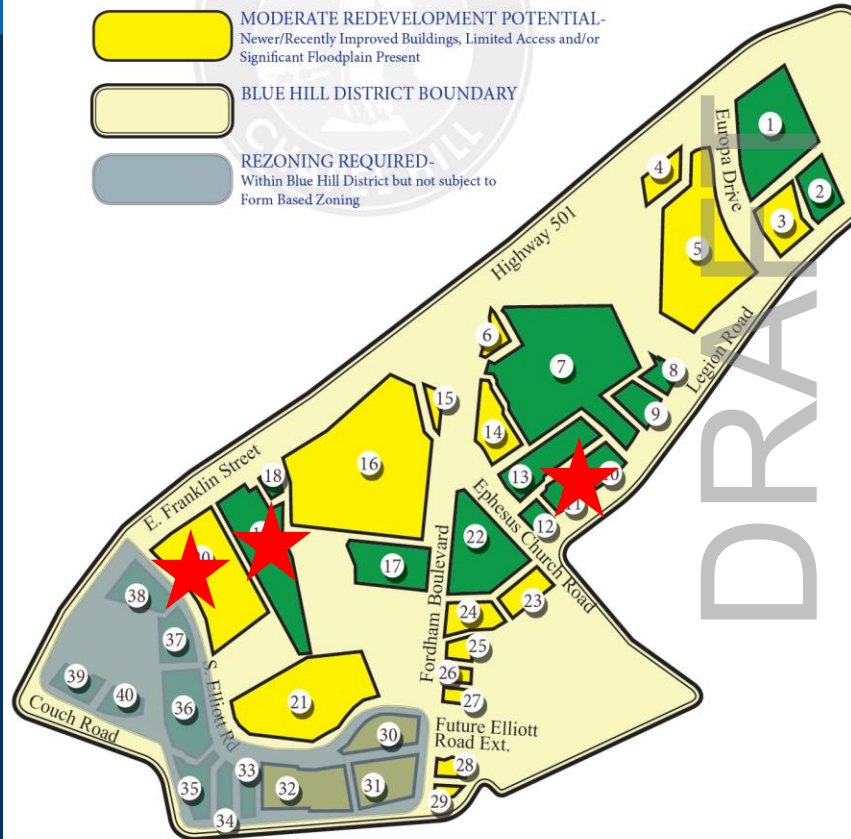 MODERATE REDEVELOPMENT POTENTIAL-
Newer/Recently Improved Buildings, Limited Access and/or
Significant Floodplain Present
BLUE HILL DISTRICT BOUNDARY
REZONING REQUIRED-
Within Blue Hill District but not subject to
Form Based Zoning
DRAFT
1
Europa Drive
2
3
4
5
Highway 501
6
7
8
Legion Road
9
10
11
12
13
14
15
16
E. Franklin Street
18
17
22
Ephesus Church Road
Fordham Boulevard
23
24
25
26
27
38
37
39
40
36
S. Elliott Rd
Couch Road
21
30
Future Elliott
Road Ext.
28
29
31
32
33
34
35